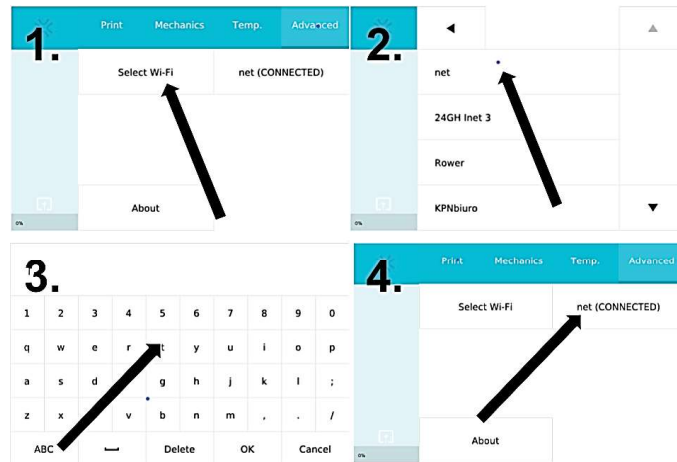 1.
Print Mechanics Temp. Advanced
Select Wi-Fi net (CONNECTED)
About
0%
2.
net
24GH Inet 3
Rower
KPNbiuro
0%
3.
1 2 3 4 5 6 7 8 9 0
q w e r t y u i o p
a s d g h j k l ;
z x v b n m , . /
ABC Delete OK Cancel
4.
Print Mechanics Temp. Advanced
Select Wi-Fi net (CONNECTED)
About
0%